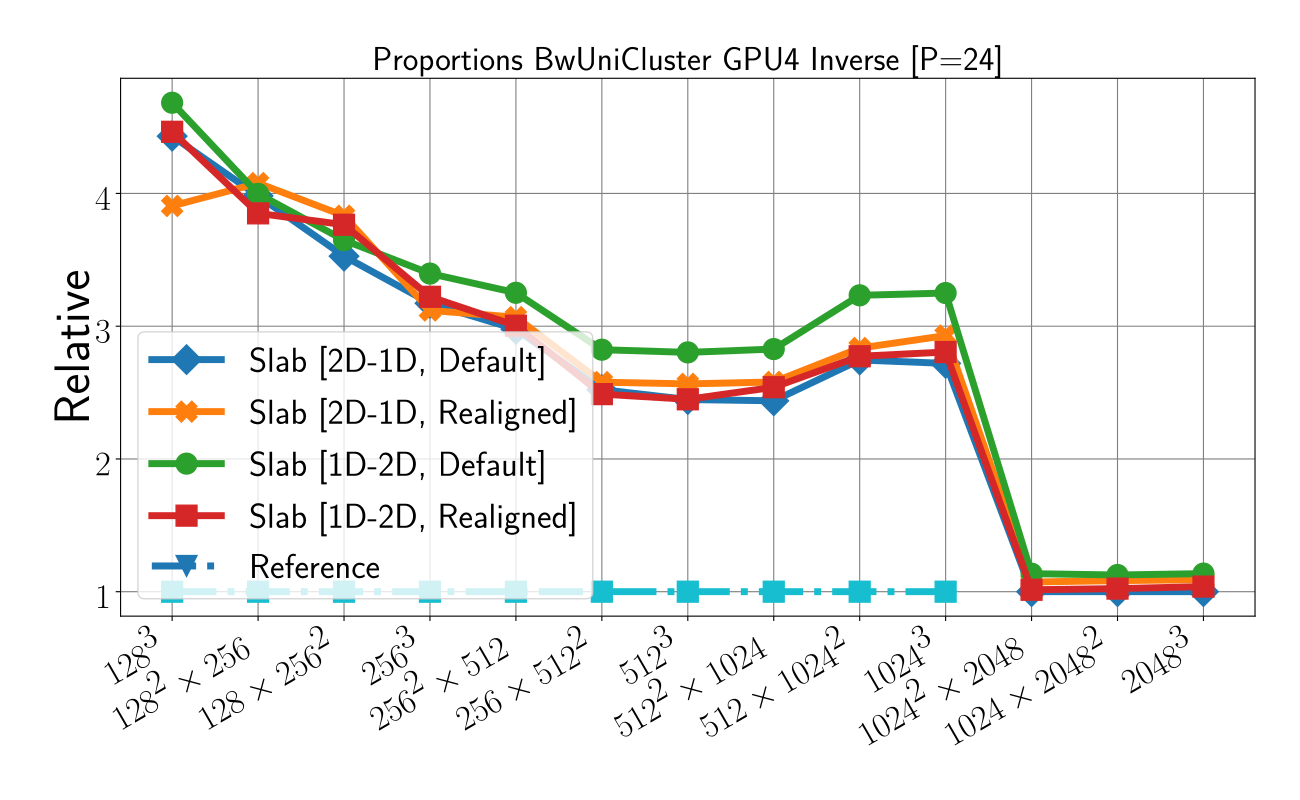 Proportions BwUniCluster GPU4 Inverse [P=24]
Relative
4
3
2
1
Slab [2D-1D, Default]
Slab [2D-1D, Realigned]
Slab [1D-2D, Default]
Slab [1D-2D, Realigned]
Reference
128³
128² × 256
128 × 256²
256³
256² × 512
256 × 512²
512³
512² × 1024
512 × 1024²
1024³
1024² × 2048
1024 × 2048²
2048³